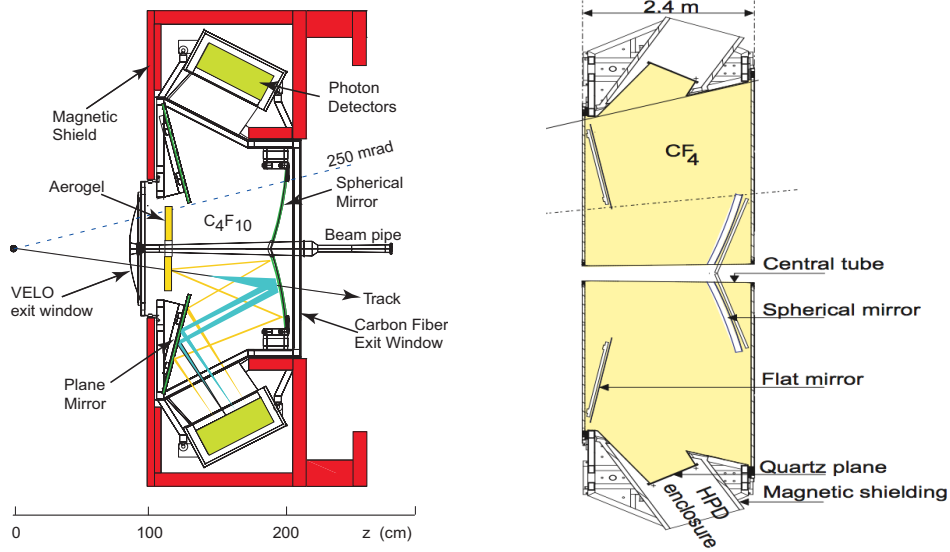 Photon
Detectors
Magnetic
Shield
250 mrad
Aerogel
Spherical
Mirror
C4F10
Beam pipe
VELO
exit window
Track
Carbon Fiber
Exit Window
Plane
Mirror
0
100
200
z (cm)
2.4 m
CF4
Central tube
Spherical mirror
Flat mirror
Quartz plane
Magnetic shielding
HPD
enclosure